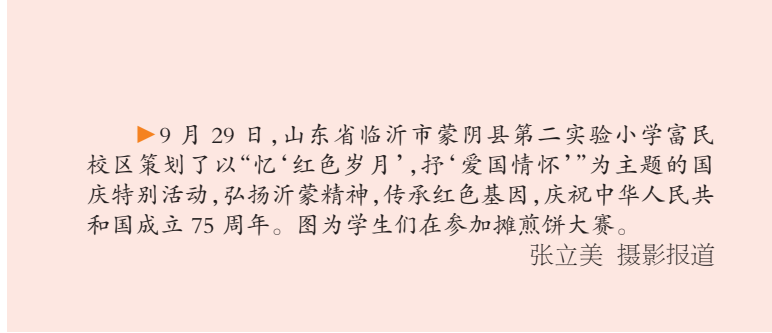 ▶9 月 29 日,山东省临沂市蒙阴县第二实验小学富民
校区策划了以“忆‘红色岁月’,抒‘爱国情怀’”为主题的国
庆特别活动,弘扬沂蒙精神,传承红色基因,庆祝中华人民共
和国成立 75 周年。图为学生们在参加摊煎饼大赛。
张立美 摄影报道